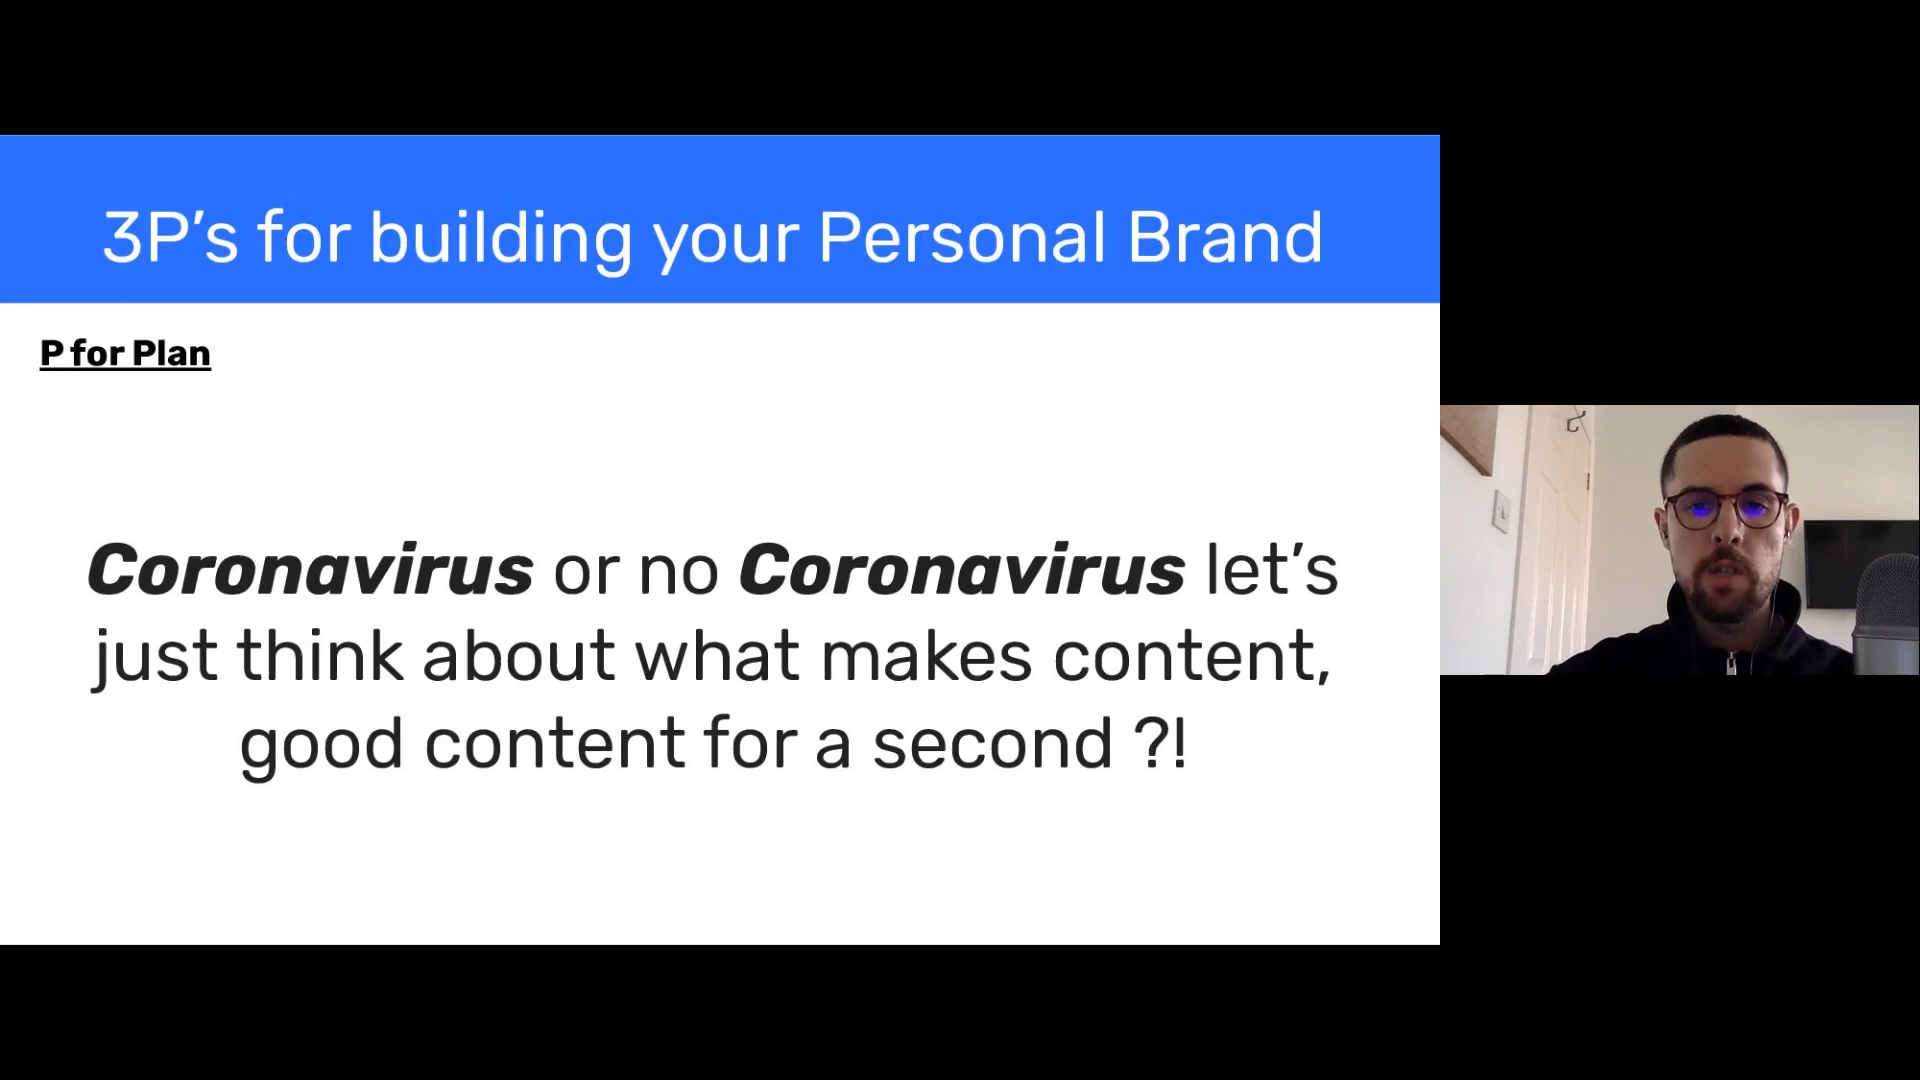 3P’s for building your Personal Brand
P for Plan
Coronavirus or no Coronavirus let’s
just think about what makes content,
good content for a second ?!